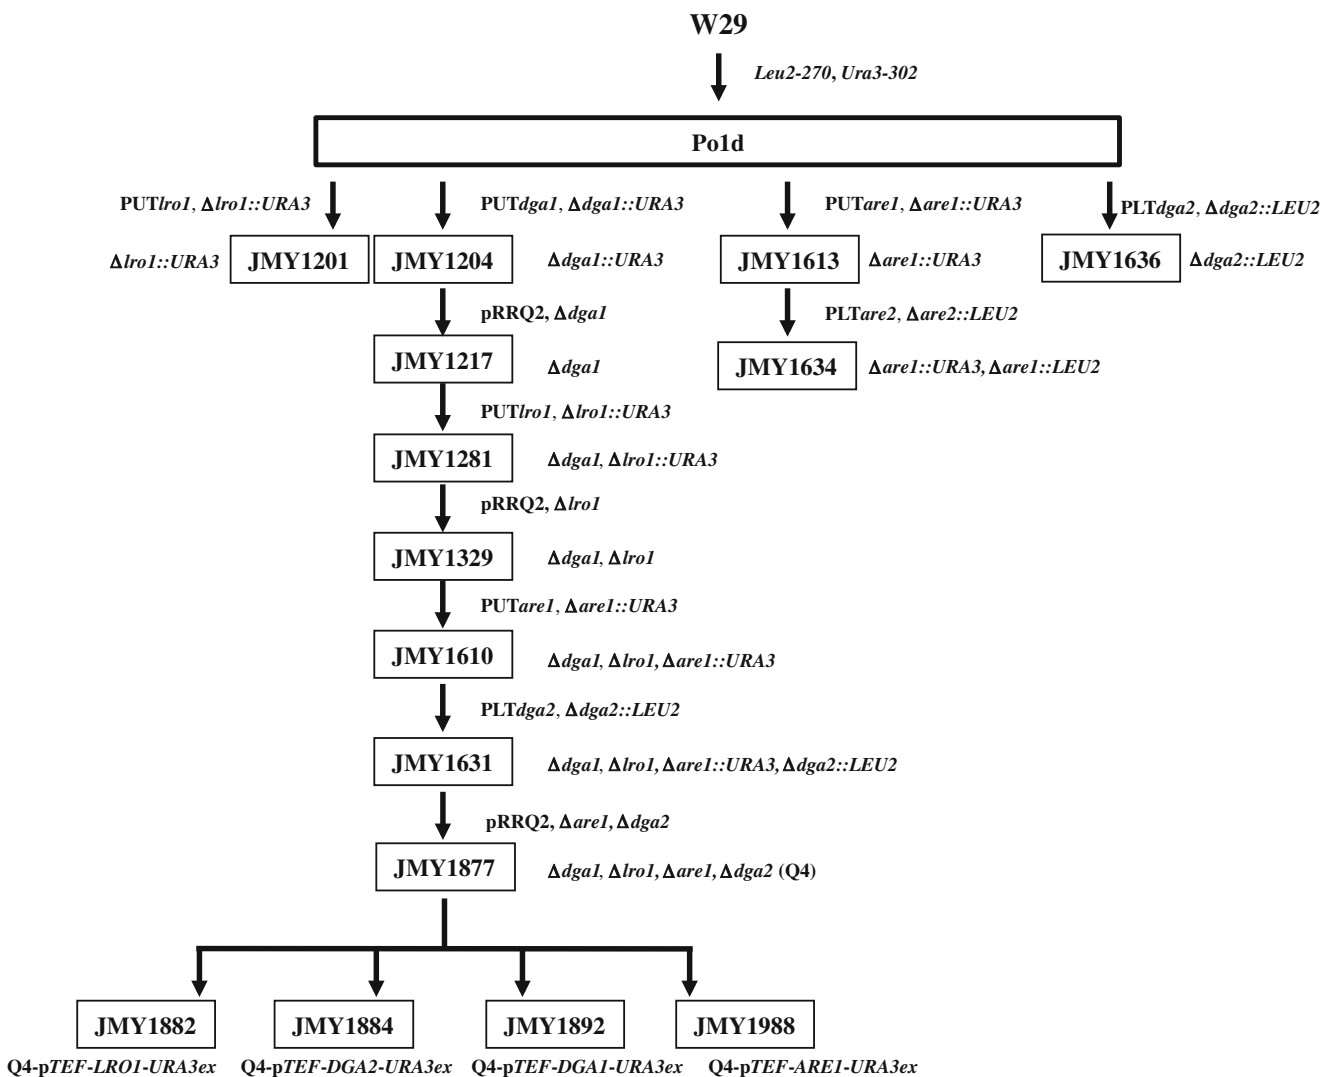 W29
Leu2-270, Ura3-302
Po1d
PUTlro1, Δlro1::URA3 PUTdga1, Δdga1::URA3 PUTare1, Δare1::URA3 PLTdga2, Δdga2::LEU2
Δlro1::URA3 JMY1201 JMY1204 Δdga1::URA3 JMY1613 Δare1::URA3 JMY1636 Δdga2::LEU2
pRRQ2, Δdga1 PLTare2, Δare2::LEU2
JMY1217 Δdga1 JMY1634 Δare1::URA3, Δare1::LEU2
PUTlro1, Δlro1::URA3
JMY1281 Δdga1, Δlro1::URA3
pRRQ2, Δlro1
JMY1329 Δdga1, Δlro1
PUTare1, Δare1::URA3
JMY1610 Δdga1, Δlro1, Δare1::URA3
PLTdga2, Δdga2::LEU2
JMY1631 Δdga1, Δlro1, Δare1::URA3, Δdga2::LEU2
pRRQ2, Δare1, Δdga2
JMY1877 Δdga1, Δlro1, Δare1, Δdga2 (Q4)
JMY1882 JMY1884 JMY1892 JMY1988
Q4-pTEF-LRO1-URA3ex Q4-pTEF-DGA2-URA3ex Q4-pTEF-DGA1-URA3ex Q4-pTEF-ARE1-URA3ex